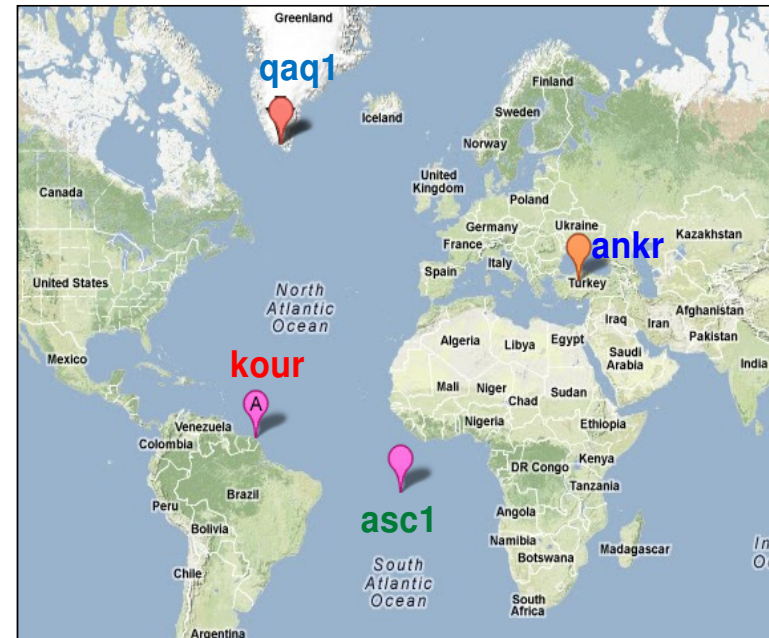 Greenland
qaq1
Iceland
Finland
Sweden
Norway
Canada
United
Kingdom
Poland
Germany
Ukraine
Kazakhstan
France
ankr
Italy
Spain
Turkey
United States
North
Atlantic
Ocean
Afghanistan
Iraq
Iran
Pakistan
Algeria
Libya
Egypt
Saudi
Arabia
India
Mexico
kour
Mali
Niger
Chad
Sudan
A
Nigeria
Ethiopia
Venezuela
Colombia
Kenya
DR Congo
Tanzania
Brazil
Peru
asc1
Angola
Bolivia
Namibia
Botswana
Madagascar
Chile
South
Atlantic
Ocean
South
Africa
Argentina
In
Oc